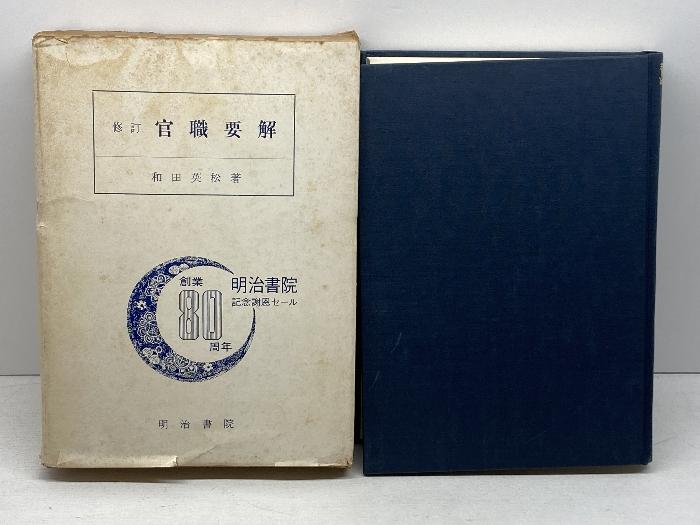 修訂 官職要解
和田英松著
創業
80
周年
明治書院
記念謝恩セール
明治書院